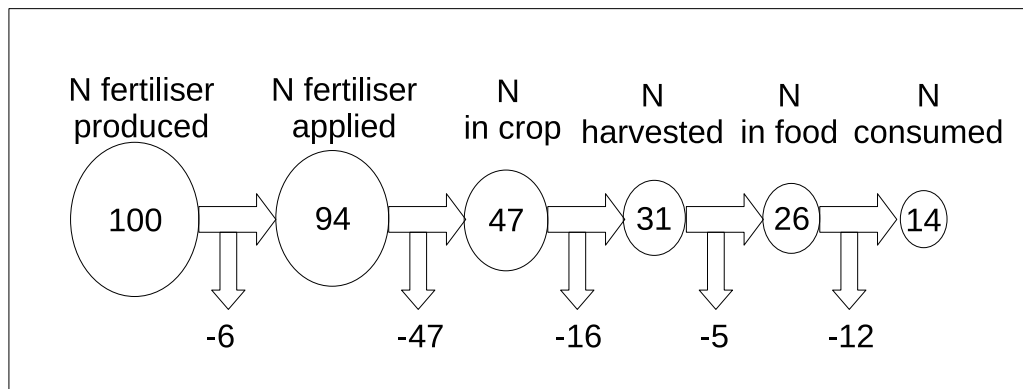 N fertiliser
produced
N fertiliser
applied
N
in crop
N
harvested
N
in food
N
consumed
100
94
47
31
26
14
-6
-47
-16
-5
-12